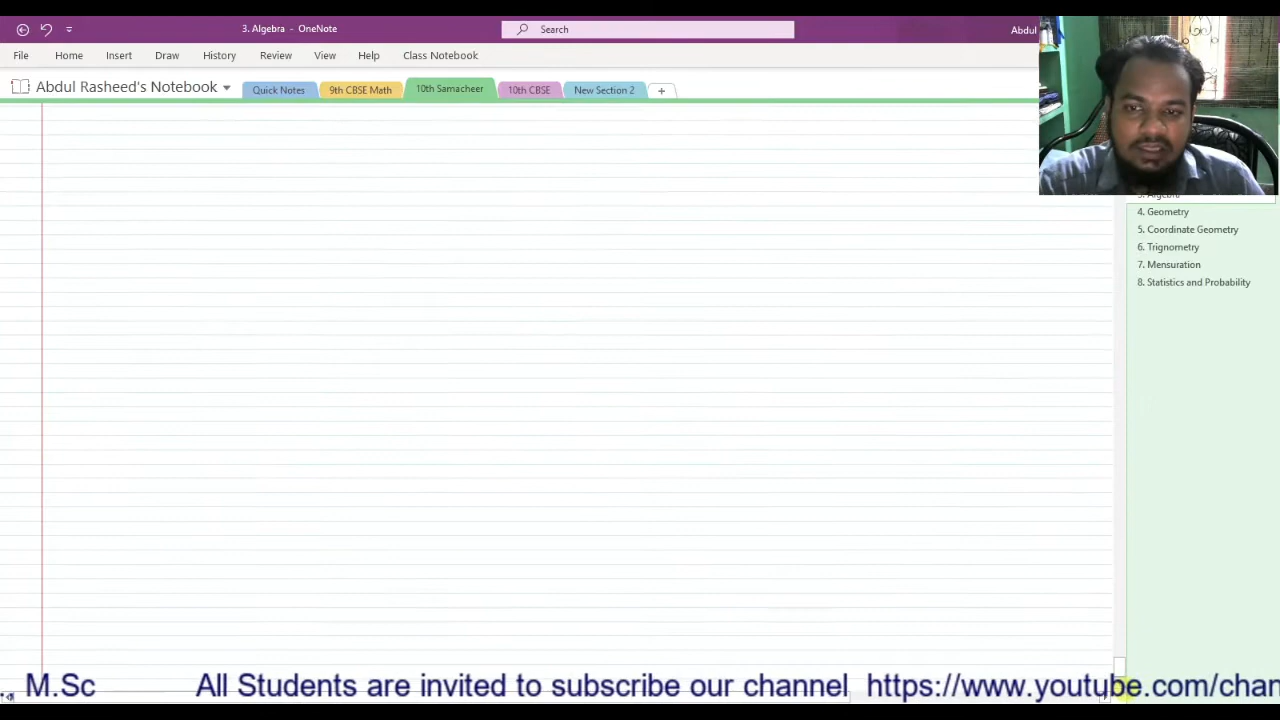 3. Algebra - OneNote
Search
Abdul
File Home Insert Draw History Review View Help Class Notebook
Abdul Rasheed's Notebook
Quick Notes 9th CBSE Math 10th Samacheer 10th CBSE New Section 2 +
3. Algebra
4. Geometry
5. Coordinate Geometry
6. Trignometry
7. Mensuration
8. Statistics and Probability
. M.Sc All Students are invited to subscribe our channel https://www.youtube.com/chan